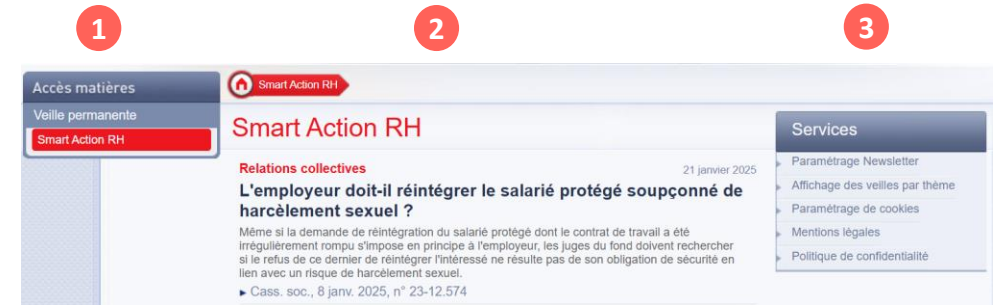 1
2
3
Accès matières
Veille permanente
Smart Action RH
Smart Action RH
Smart Action RH
Relations collectives
21 janvier 2025
L'employeur doit-il réintégrer le salarié protégé soupçonné de
harcèlement sexuel ?
Même si la demande de réintégration du salarié protégé dont le contrat de travail a été
irrégulièrement rompu s'impose en principe à l'employeur, les juges du fond doivent rechercher
si le refus de ce dernier de réintégrer l'intéressé ne résulte pas de son obligation de sécurité en
lien avec un risque de harcèlement sexuel.
Cass. soc., 8 janv. 2025, n° 23-12.574
Services
Paramétrage Newsletter
Affichage des veilles par thème
Paramétrage de cookies
Mentions légales
Politique de confidentialité